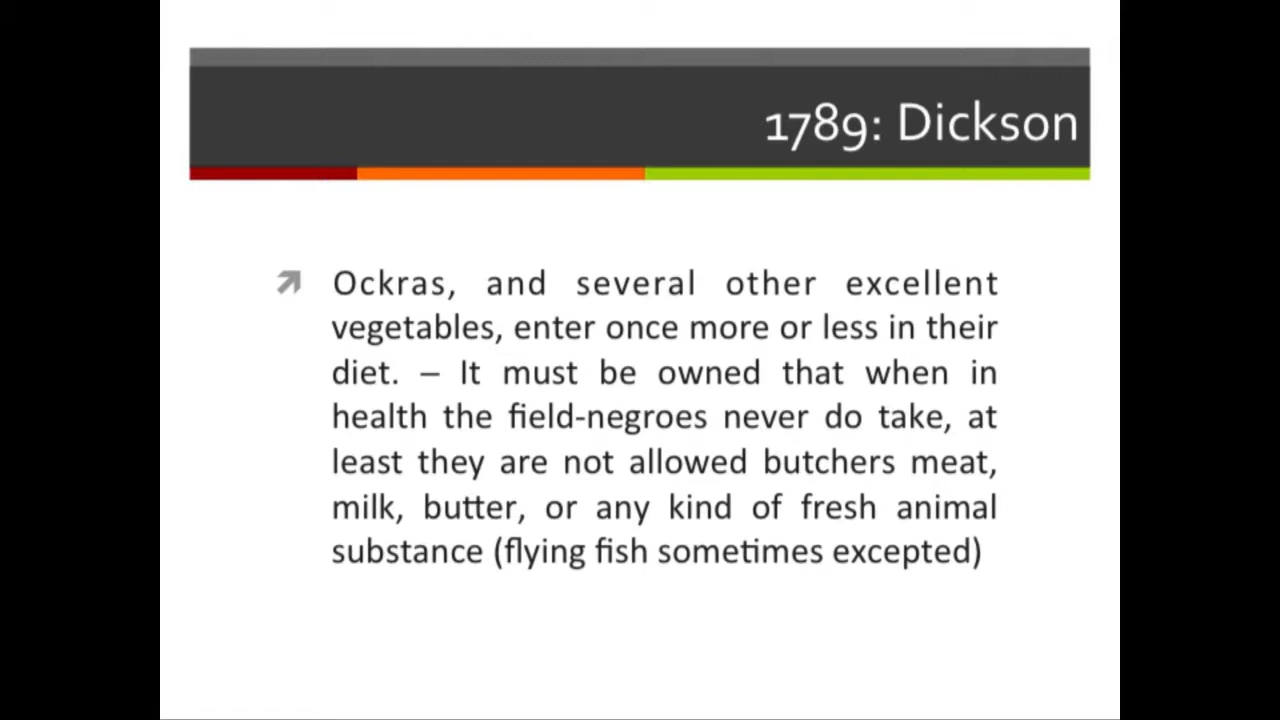 1789: Dickson
Ockras, and several other excellent
vegetables, enter once more or less in their
diet. – It must be owned that when in
health the field-negroes never do take, at
least they are not allowed butchers meat,
milk, butter, or any kind of fresh animal
substance (flying fish sometimes excepted)